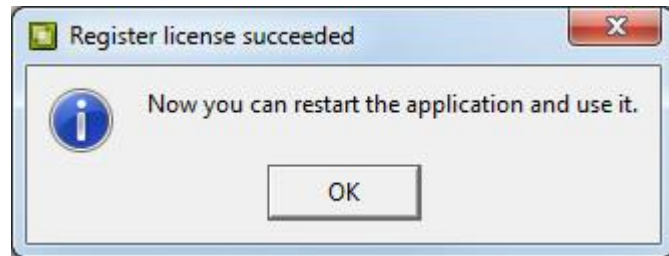 Register license succeeded
Now you can restart the application and use it.
OK